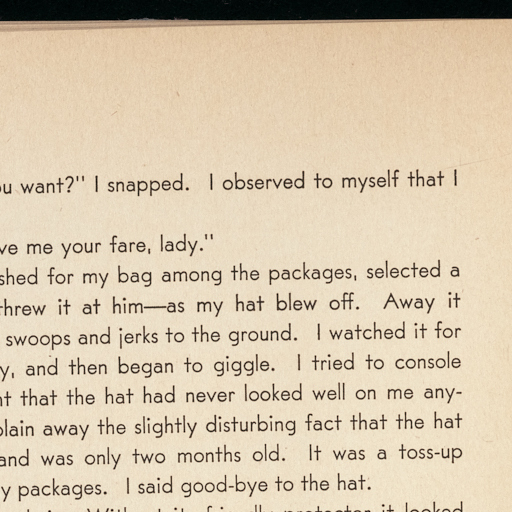 want?" I snapped. I observed to myself that I
me your fare, lady."
for my bag among the packages, selected a
threw it at him—as my hat blew off. Away it
swoops and jerks to the ground. I watched it for
and then began to giggle. I tried to console
that the hat had never looked well on me any-
away the slightly disturbing fact that the hat
and was only two months old. It was a toss-up
packages. I said good-bye to the hat.
it looked